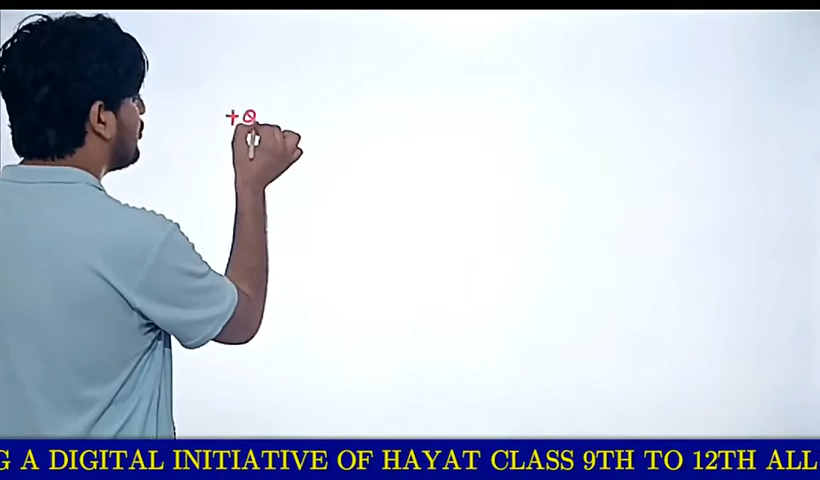 +Q
G A DIGITAL INITIATIVE OF HAYAT CLASS 9TH TO 12TH ALL